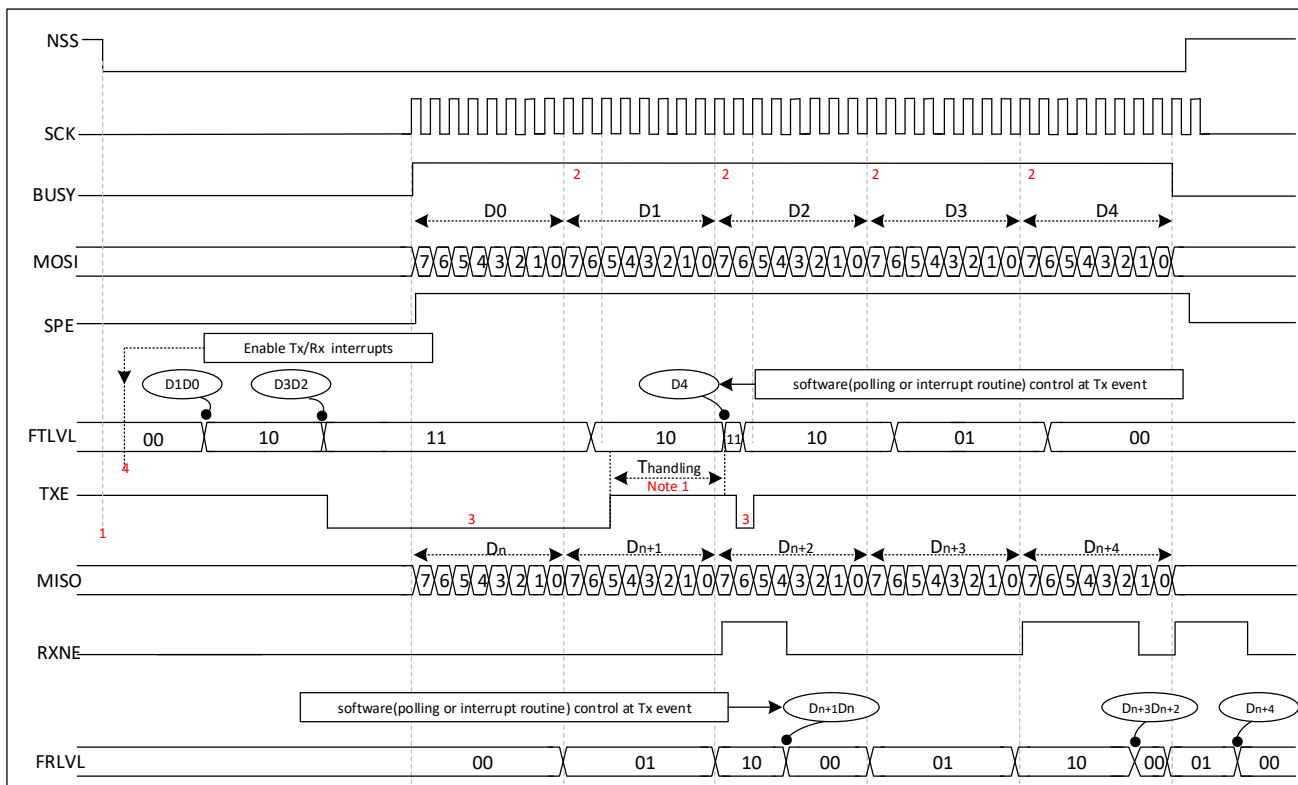 NSS
SCK
BUSY
2 2 2 2
D0 D1 D2 D3 D4
MOSI 7 6 5 4 3 2 1 0 7 6 5 4 3 2 1 0 7 6 5 4 3 2 1 0 7 6 5 4 3 2 1 0 7 6 5 4 3 2 1 0
SPE
Enable Tx/Rx interrupts
D1D0 D3D2 D4 software(polling or interrupt routine) control at Tx event
FTLVL 00 10 11 10 11 10 01 00
4
Thandling
Note 1
TXE
3 3
1
Dn Dn+1 Dn+2 Dn+3 Dn+4
MISO 7 6 5 4 3 2 1 0 7 6 5 4 3 2 1 0 7 6 5 4 3 2 1 0 7 6 5 4 3 2 1 0 7 6 5 4 3 2 1 0
RXNE
software(polling or interrupt routine) control at Tx event Dn+1Dn Dn+3Dn+2 Dn+4
FRLVL 00 01 10 00 01 10 00 01 00